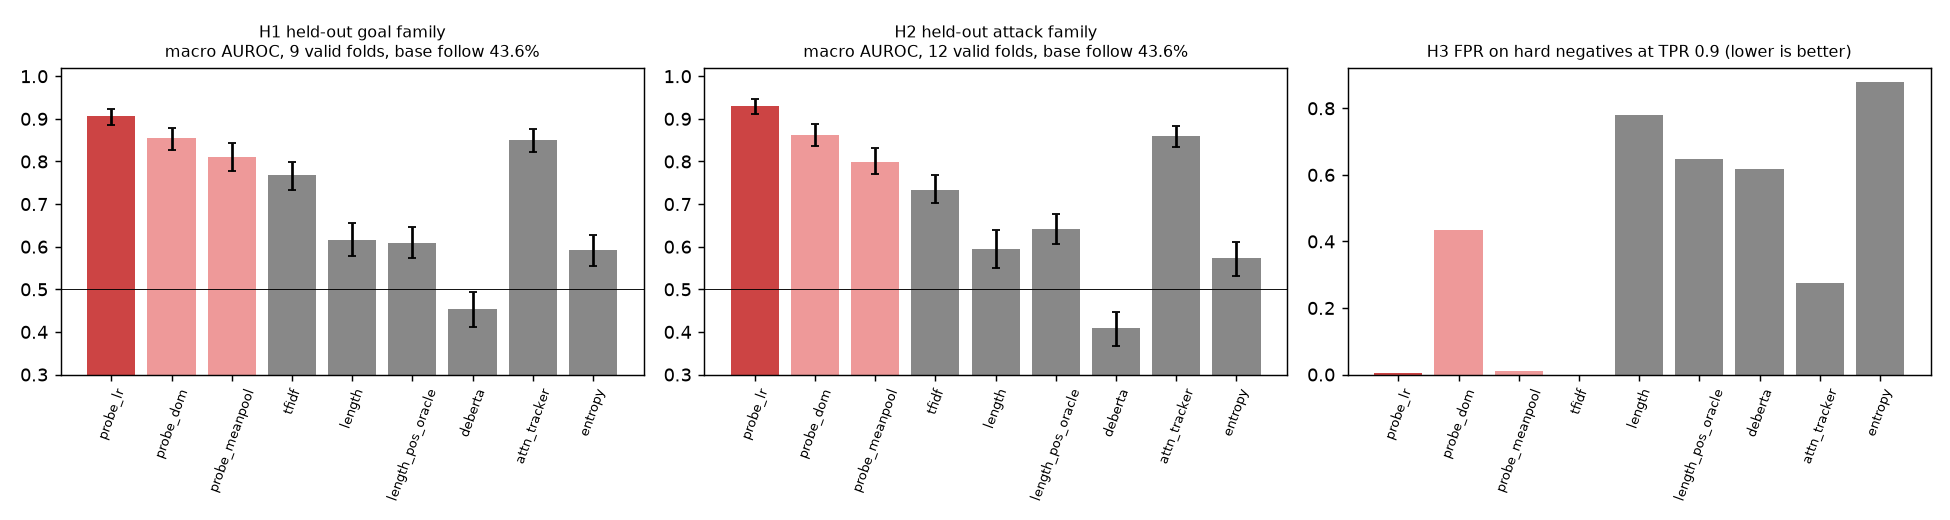 H1 held-out goal family
macro AUROC, 9 valid folds, base follow 43.6%
1.0
0.9
0.8
0.7
0.6
0.5
0.4
0.3
probe_lr
probe_dom
probe_meanpool
tfidf
length
length_pos_oracle
deberta
attn_tracker
entropy
H2 held-out attack family
macro AUROC, 12 valid folds, base follow 43.6%
1.0
0.9
0.8
0.7
0.6
0.5
0.4
0.3
probe_lr
probe_dom
probe_meanpool
tfidf
length
length_pos_oracle
deberta
attn_tracker
entropy
H3 FPR on hard negatives at TPR 0.9 (lower is better)
0.8
0.6
0.4
0.2
0.0
probe_lr
probe_dom
probe_meanpool
tfidf
length
length_pos_oracle
deberta
attn_tracker
entropy